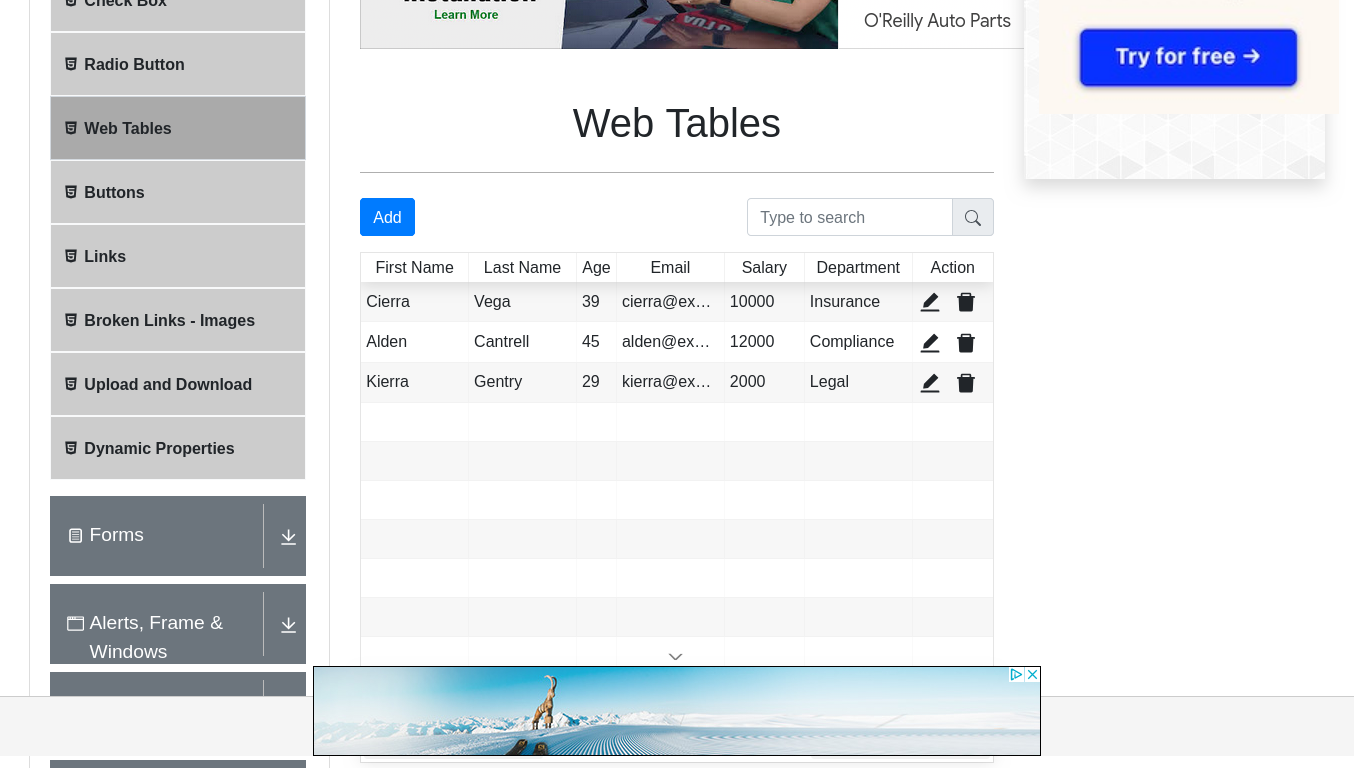 Check Box
Radio Button
Web Tables
Buttons
Links
Broken Links - Images
Upload and Download
Dynamic Properties
Forms
Alerts, Frame &
Windows
Learn More
O'Reilly Auto Parts
Try for free →
Web Tables
Add
Type to search
First Name Last Name Age Email Salary Department Action
Cierra Vega 39 cierra@ex… 10000 Insurance
Alden Cantrell 45 alden@ex… 12000 Compliance
Kierra Gentry 29 kierra@ex… 2000 Legal